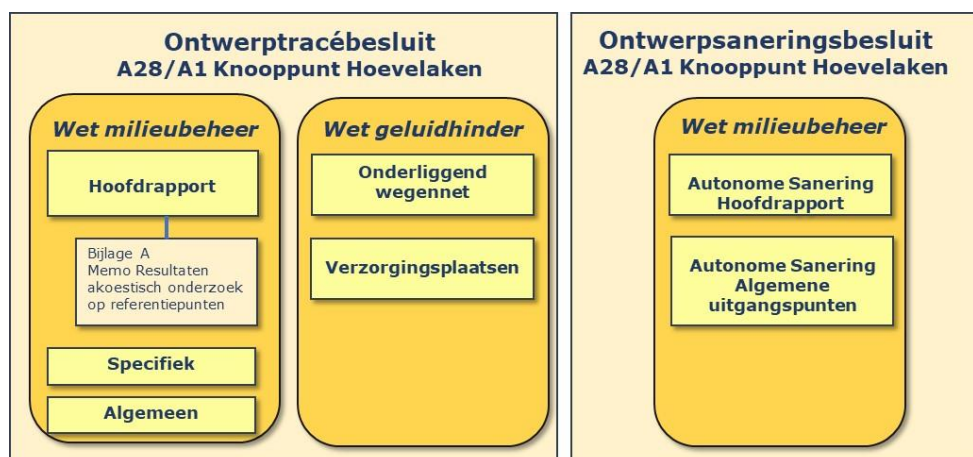 Ontwerptracébesluit
A28/A1 Knooppunt Hoevelaken
Wet milieubeheer
Hoofdrapport
Bijlage A
Memo Resultaten
akoestisch onderzoek
op referentiepunten
Specifiek
Algemeen
Wet geluidhinder
Onderliggend
wegennet
Verzorgingsplaatsen
Ontwerpsaneringsbesluit
A28/A1 Knooppunt Hoevelaken
Wet milieubeheer
Autonome Sanering
Hoofdrapport
Autonome Sanering
Algemene
uitgangspunten